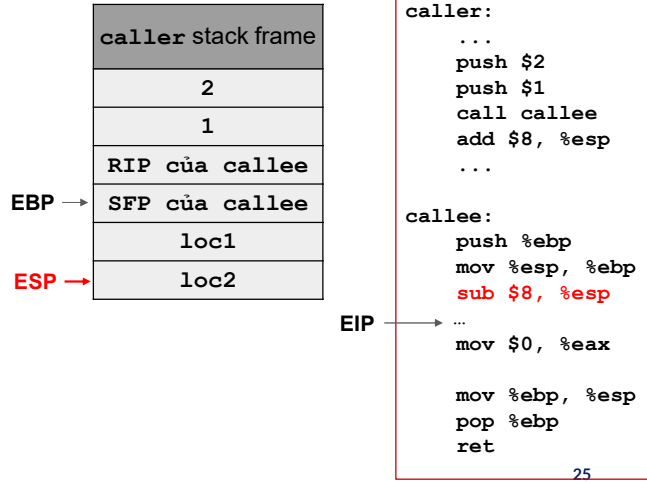 caller stack frame
2
1
RIP của callee
EBP → SFP của callee
loc1
ESP → loc2
caller:
...
push $2
push $1
call callee
add $8, %esp
...
callee:
push %ebp
mov %esp, %ebp
sub $8, %esp
EIP → …
mov $0, %eax
mov %ebp, %esp
pop %ebp
ret
25